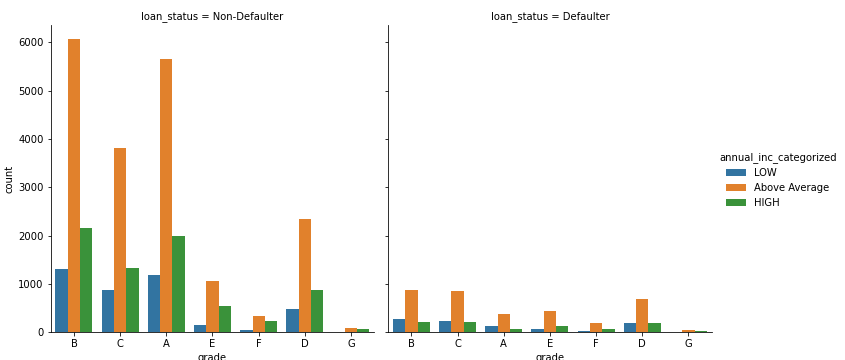 loan_status = Non-Defaulter
loan_status = Defaulter
6000
5000
4000
3000
2000
1000
0
count
B C A E F D G
grade
B C A E F D G
grade
annual_inc_categorized
LOW
Above Average
HIGH